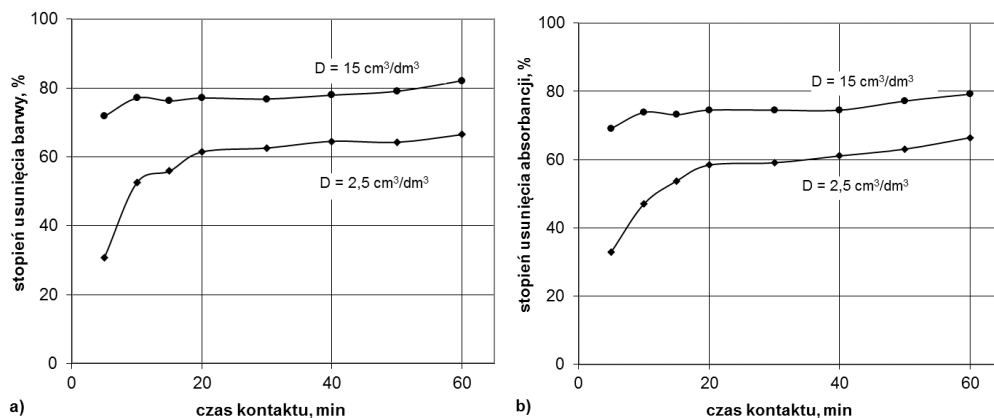 stopień usunięcia barwy, %
100
80
60
40
20
0
D = 15 cm³/dm³
D = 2,5 cm³/dm³
0
20
40
60
a)
czas kontaktu, min
stopień usunięcia absorbancji, %
100
80
60
40
20
0
D = 15 cm³/dm³
D = 2,5 cm³/dm³
0
20
40
60
b)
czas kontaktu, min